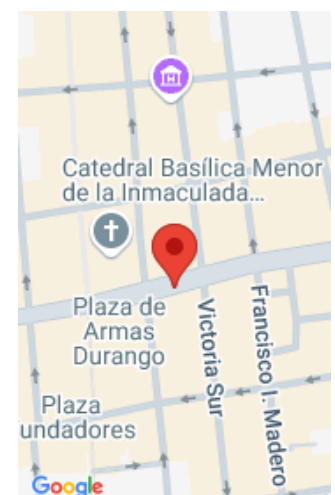 Catedral Basílica Menor
de la Inmaculada...
Plaza de
Armas
Durango
Victoria Sur
Francisco I. Madero
Plaza
undadores
Google